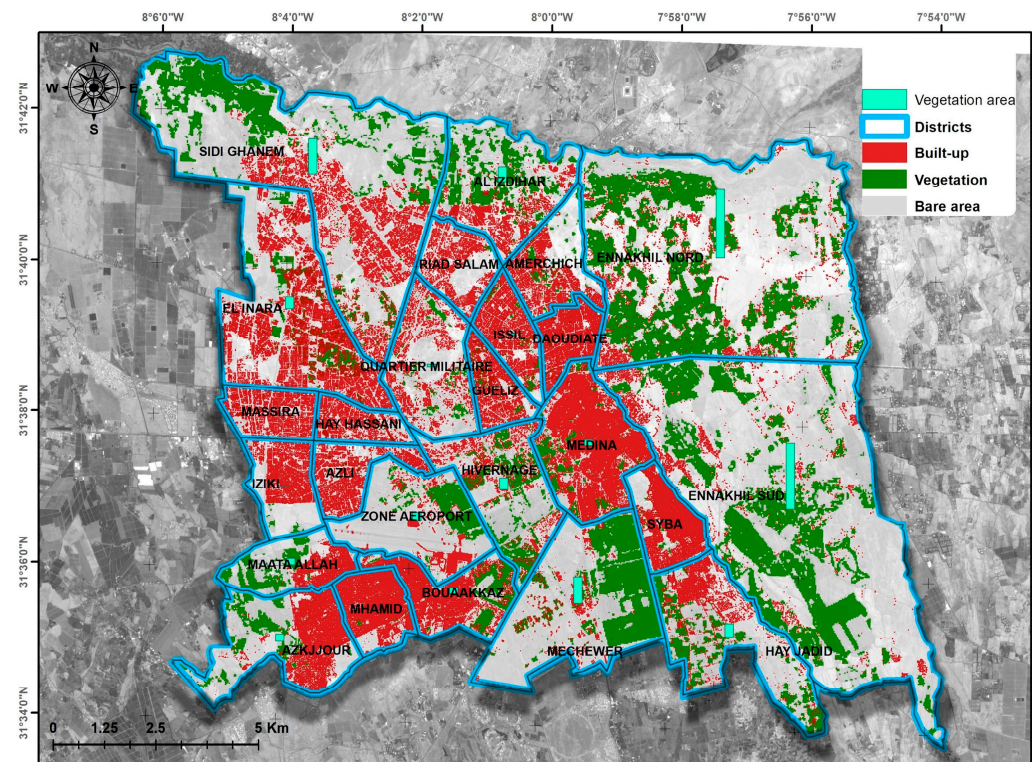 8°6'0"W 8°4'0"W 8°2'0"W 8°0'0"W 7°58'0"W 7°56'0"W 7°54'0"W
N
W E
S
31°42'0"N
31°40'0"N
31°38'0"N
31°36'0"N
31°34'0"N
Vegetation area
Districts
Built-up
Vegetation
Bare area
SIDI GHANEM
AL IZDIHAR
ENNAKHIL NORD
RIAD SALAM
AMERCHICH
EL INARA
ISSIL
DAOUDIATE
QUARTIER MILITAIRE
GUELIZ
MASSIRA
HAY HASSANI
MEDINA
IZIKI
AZLI
HIVERNAGE
ENNAKHIL SUD
ZONE AEROPORT
SYBA
MAATA ALLAH
BOUAAKKAZ
MHAMID
AZKJJOUR
MECHEWER
HAY JADID
0 1.25 2.5 5 Km